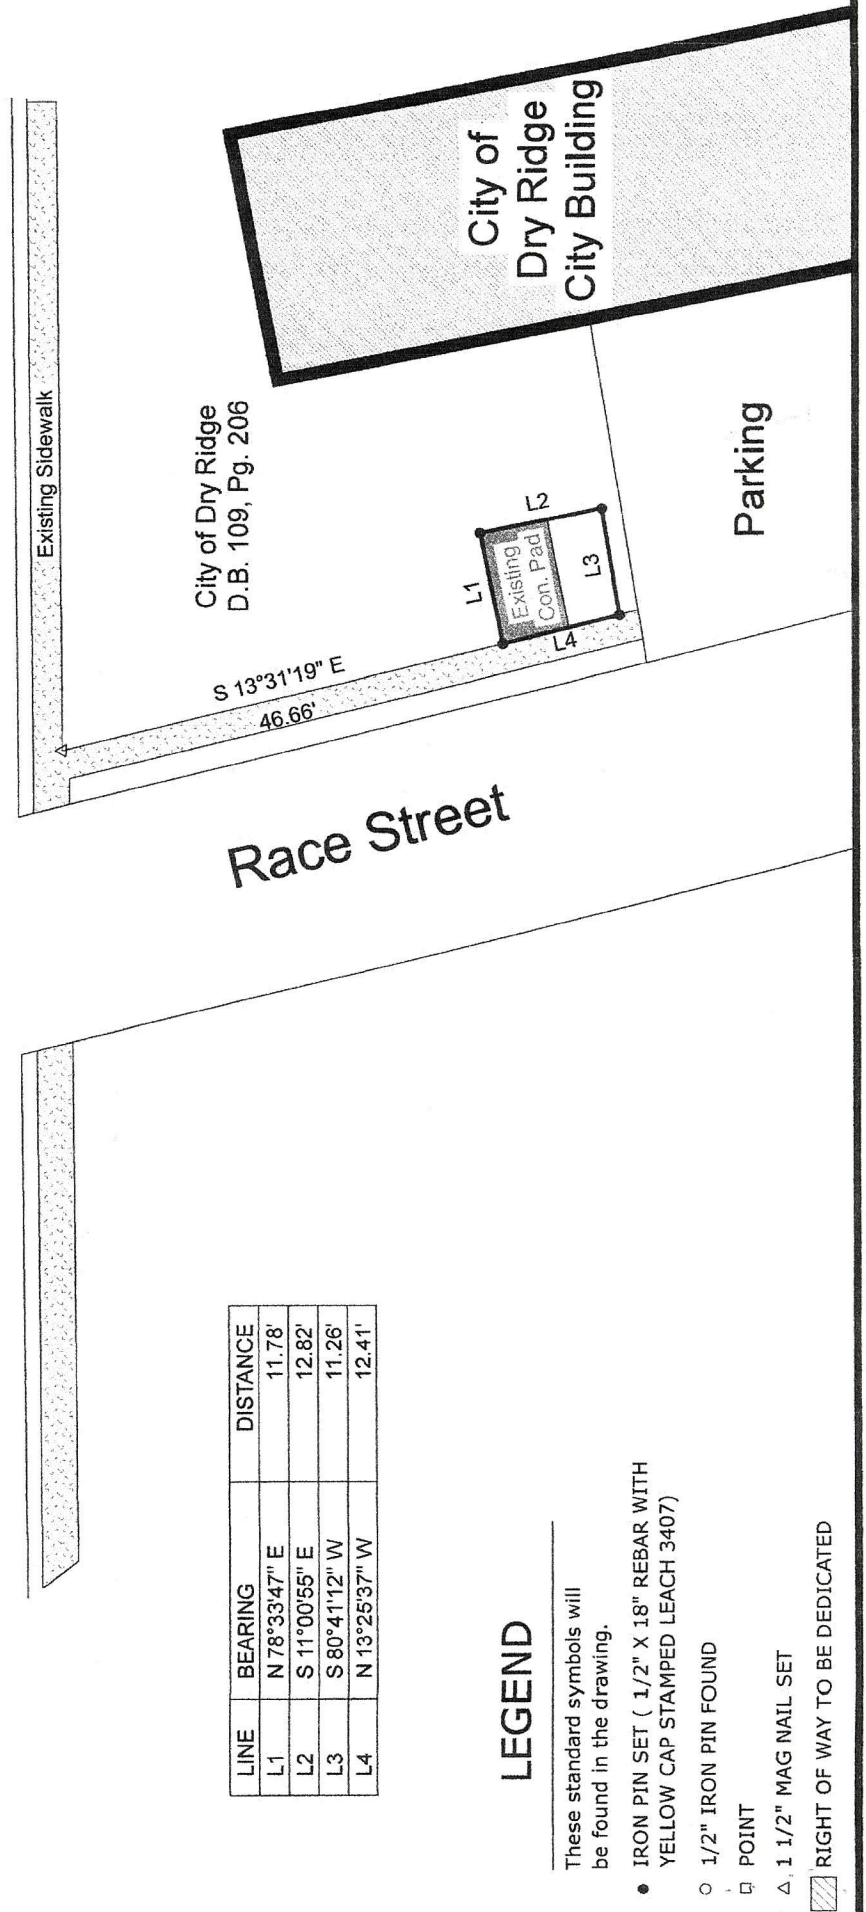 Existing Sidewalk
City of Dry Ridge
D.B. 109, Pg. 206
City of
Dry Ridge
City Building
S 13°31'19" E
46.66'
L1
L2
L3
L4
Existing
Con. Pad
Parking
Race Street
LINE BEARING DISTANCE
L1 N 78°33'47" E 11.78'
L2 S 11°00'55" E 12.82'
L3 S 80°41'12" W 11.26'
L4 N 13°25'37" W 12.41'
LEGEND
These standard symbols will
be found in the drawing.
IRON PIN SET ( 1/2" X 18" REBAR WITH
YELLOW CAP STAMPED LEACH 3407)
1/2" IRON PIN FOUND
POINT
1 1/2" MAG NAIL SET
RIGHT OF WAY TO BE DEDICATED